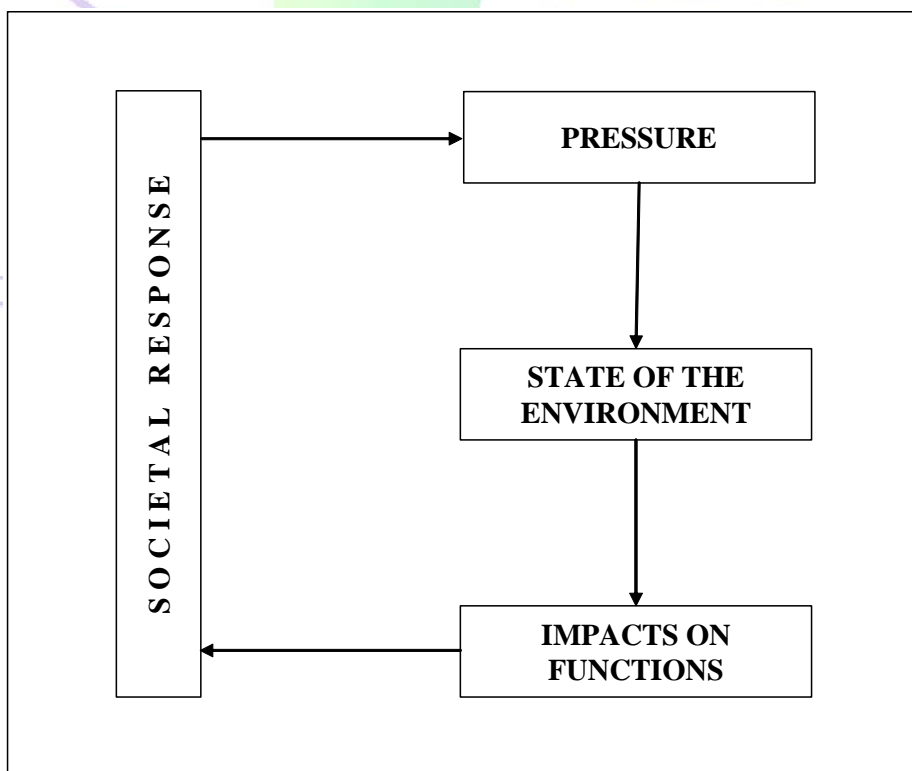 SOCIETAL RESPONSE
PRESSURE
STATE OF THE
ENVIRONMENT
IMPACTS ON
FUNCTIONS